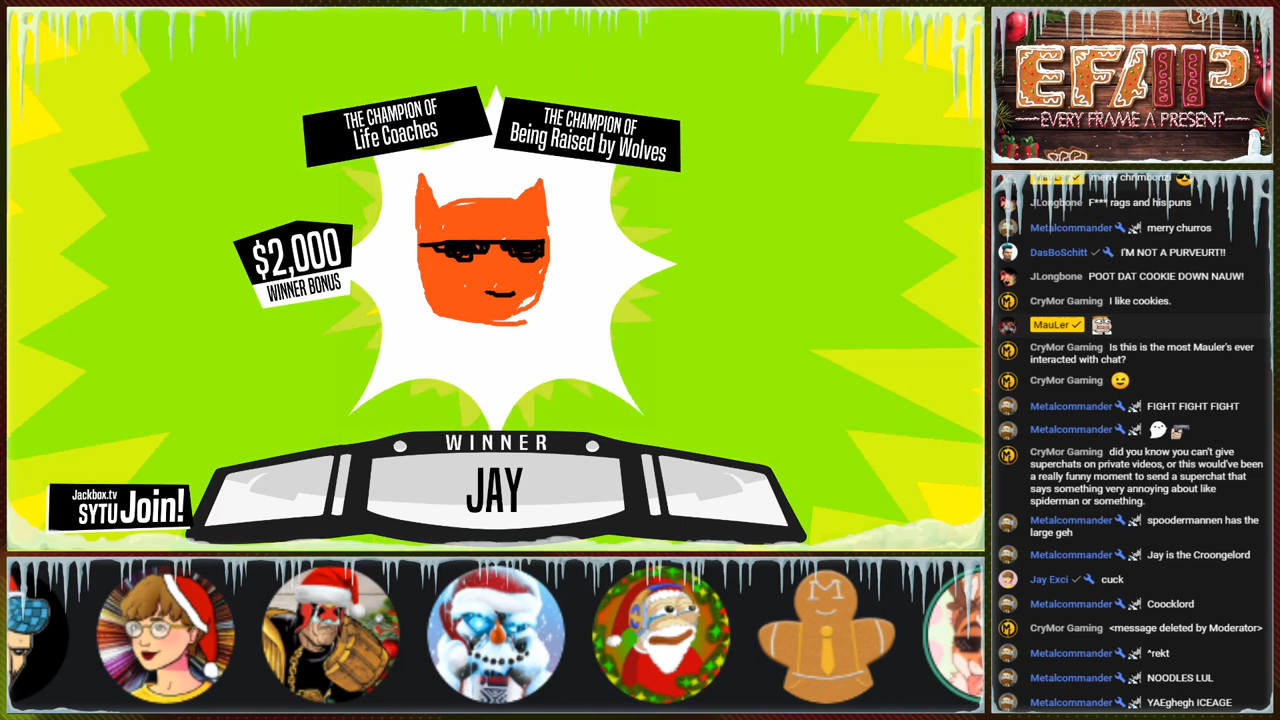 THE CHAMPION OF
Life Coaches
THE CHAMPION OF
Being Raised by Wolves
$2,000
WINNER BONUS
WINNER
JAY
Jackbox.tv
SYTU Join!
EFAP
EVERY FRAME A PRESENT
MauLer merry chrimbonzi
JLongbone F*** rags and his puns
Metalcommander merry churros
DasBoSchitt I'M NOT A PURVEURT!!
JLongbone POOT DAT COOKIE DOWN NAUW!
CryMor Gaming I like cookies.
MauLer
CryMor Gaming Is this is the most Mauler's ever
interacted with chat?
CryMor Gaming
Metalcommander FIGHT FIGHT FIGHT
Metalcommander
CryMor Gaming did you know you can't give
superchats on private videos, or this would've been
a really funny moment to send a superchat that
says something very annoying about like
spiderman or something.
Metalcommander spoodermannen has the
large geh
Metalcommander Jay is the Croongelord
Jay Exci cuck
Metalcommander Coocklord
CryMor Gaming <message deleted by Moderator>
Metalcommander ^rekt
Metalcommander NOODLES LUL
Metalcommander YAEghegh ICEAGE
M